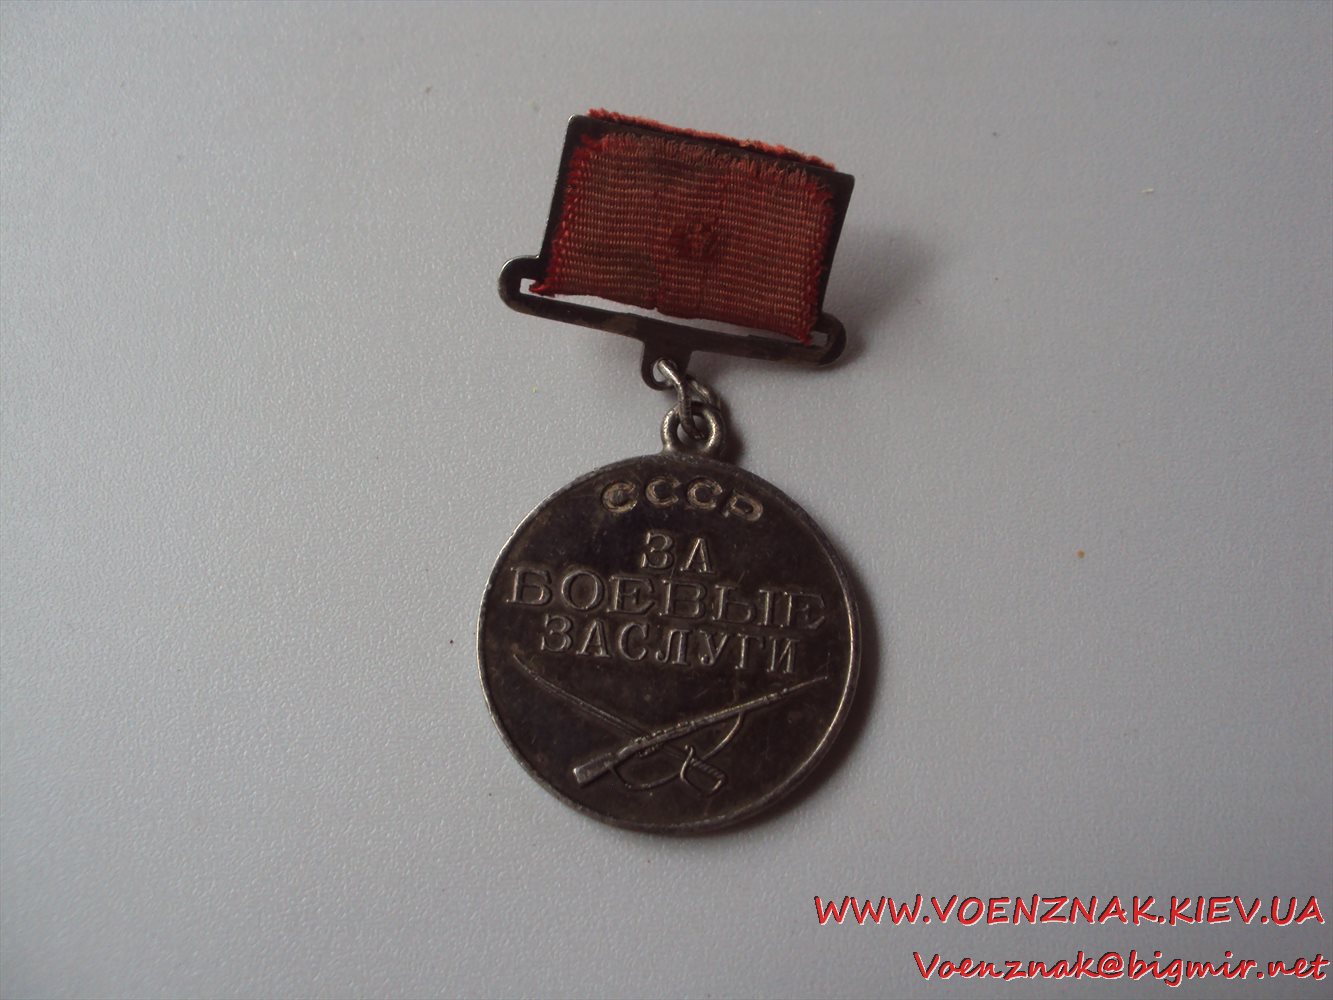 СССР
ЗА
БОЕВЫЕ
ЗАСЛУГИ
WWW.VOENZNAK.KIEV.UA
Voenznak@bigmir.net